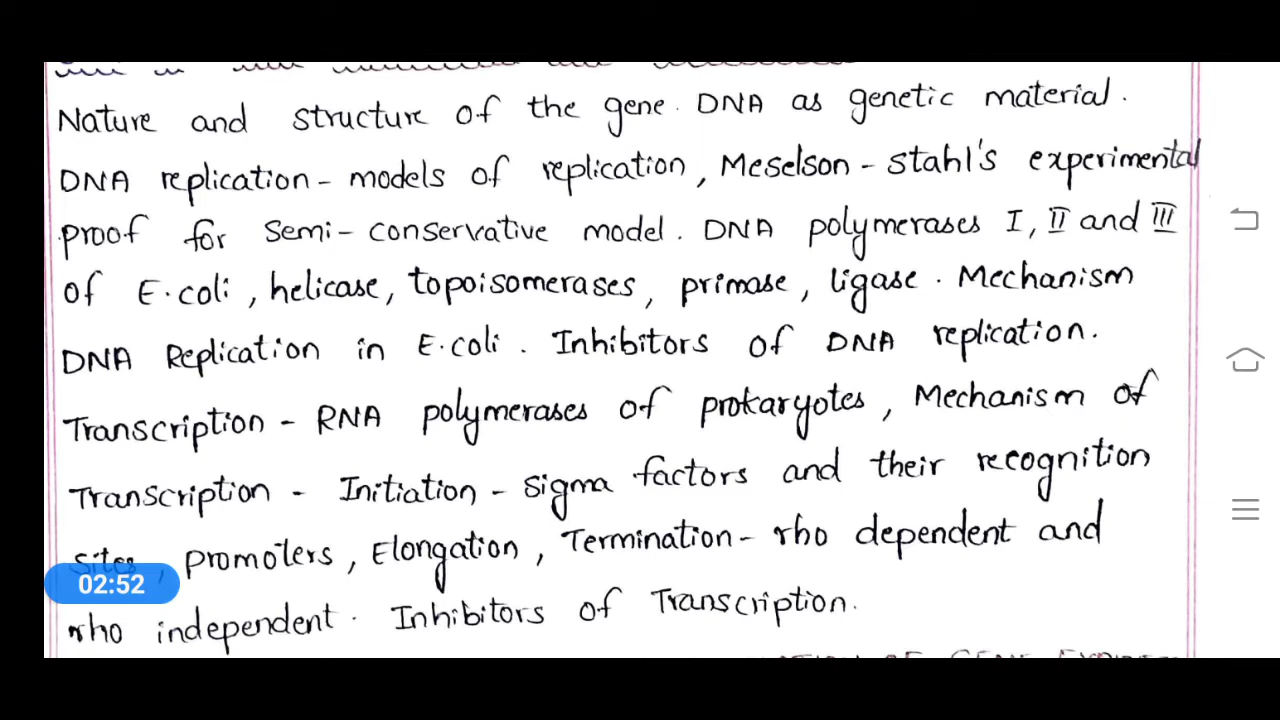 Nature and structure of the gene. DNA as genetic material.
DNA replication - models of replication, Meselson - stahl's experimental
proof for Semi-conservative model. DNA polymerases I, II and III
of E.coli, helicase, topoisomerases, primase, ligase. Mechanism
DNA Replication in E.coli. Inhibitors of DNA replication.
Transcription - RNA polymerases of prokaryotes, Mechanism of
Transcription - Initiation - sigma factors and their recognition
sites, promoters, Elongation, Termination - rho dependent and
02:52
rho independent. Inhibitors of Transcription.
OF GENE